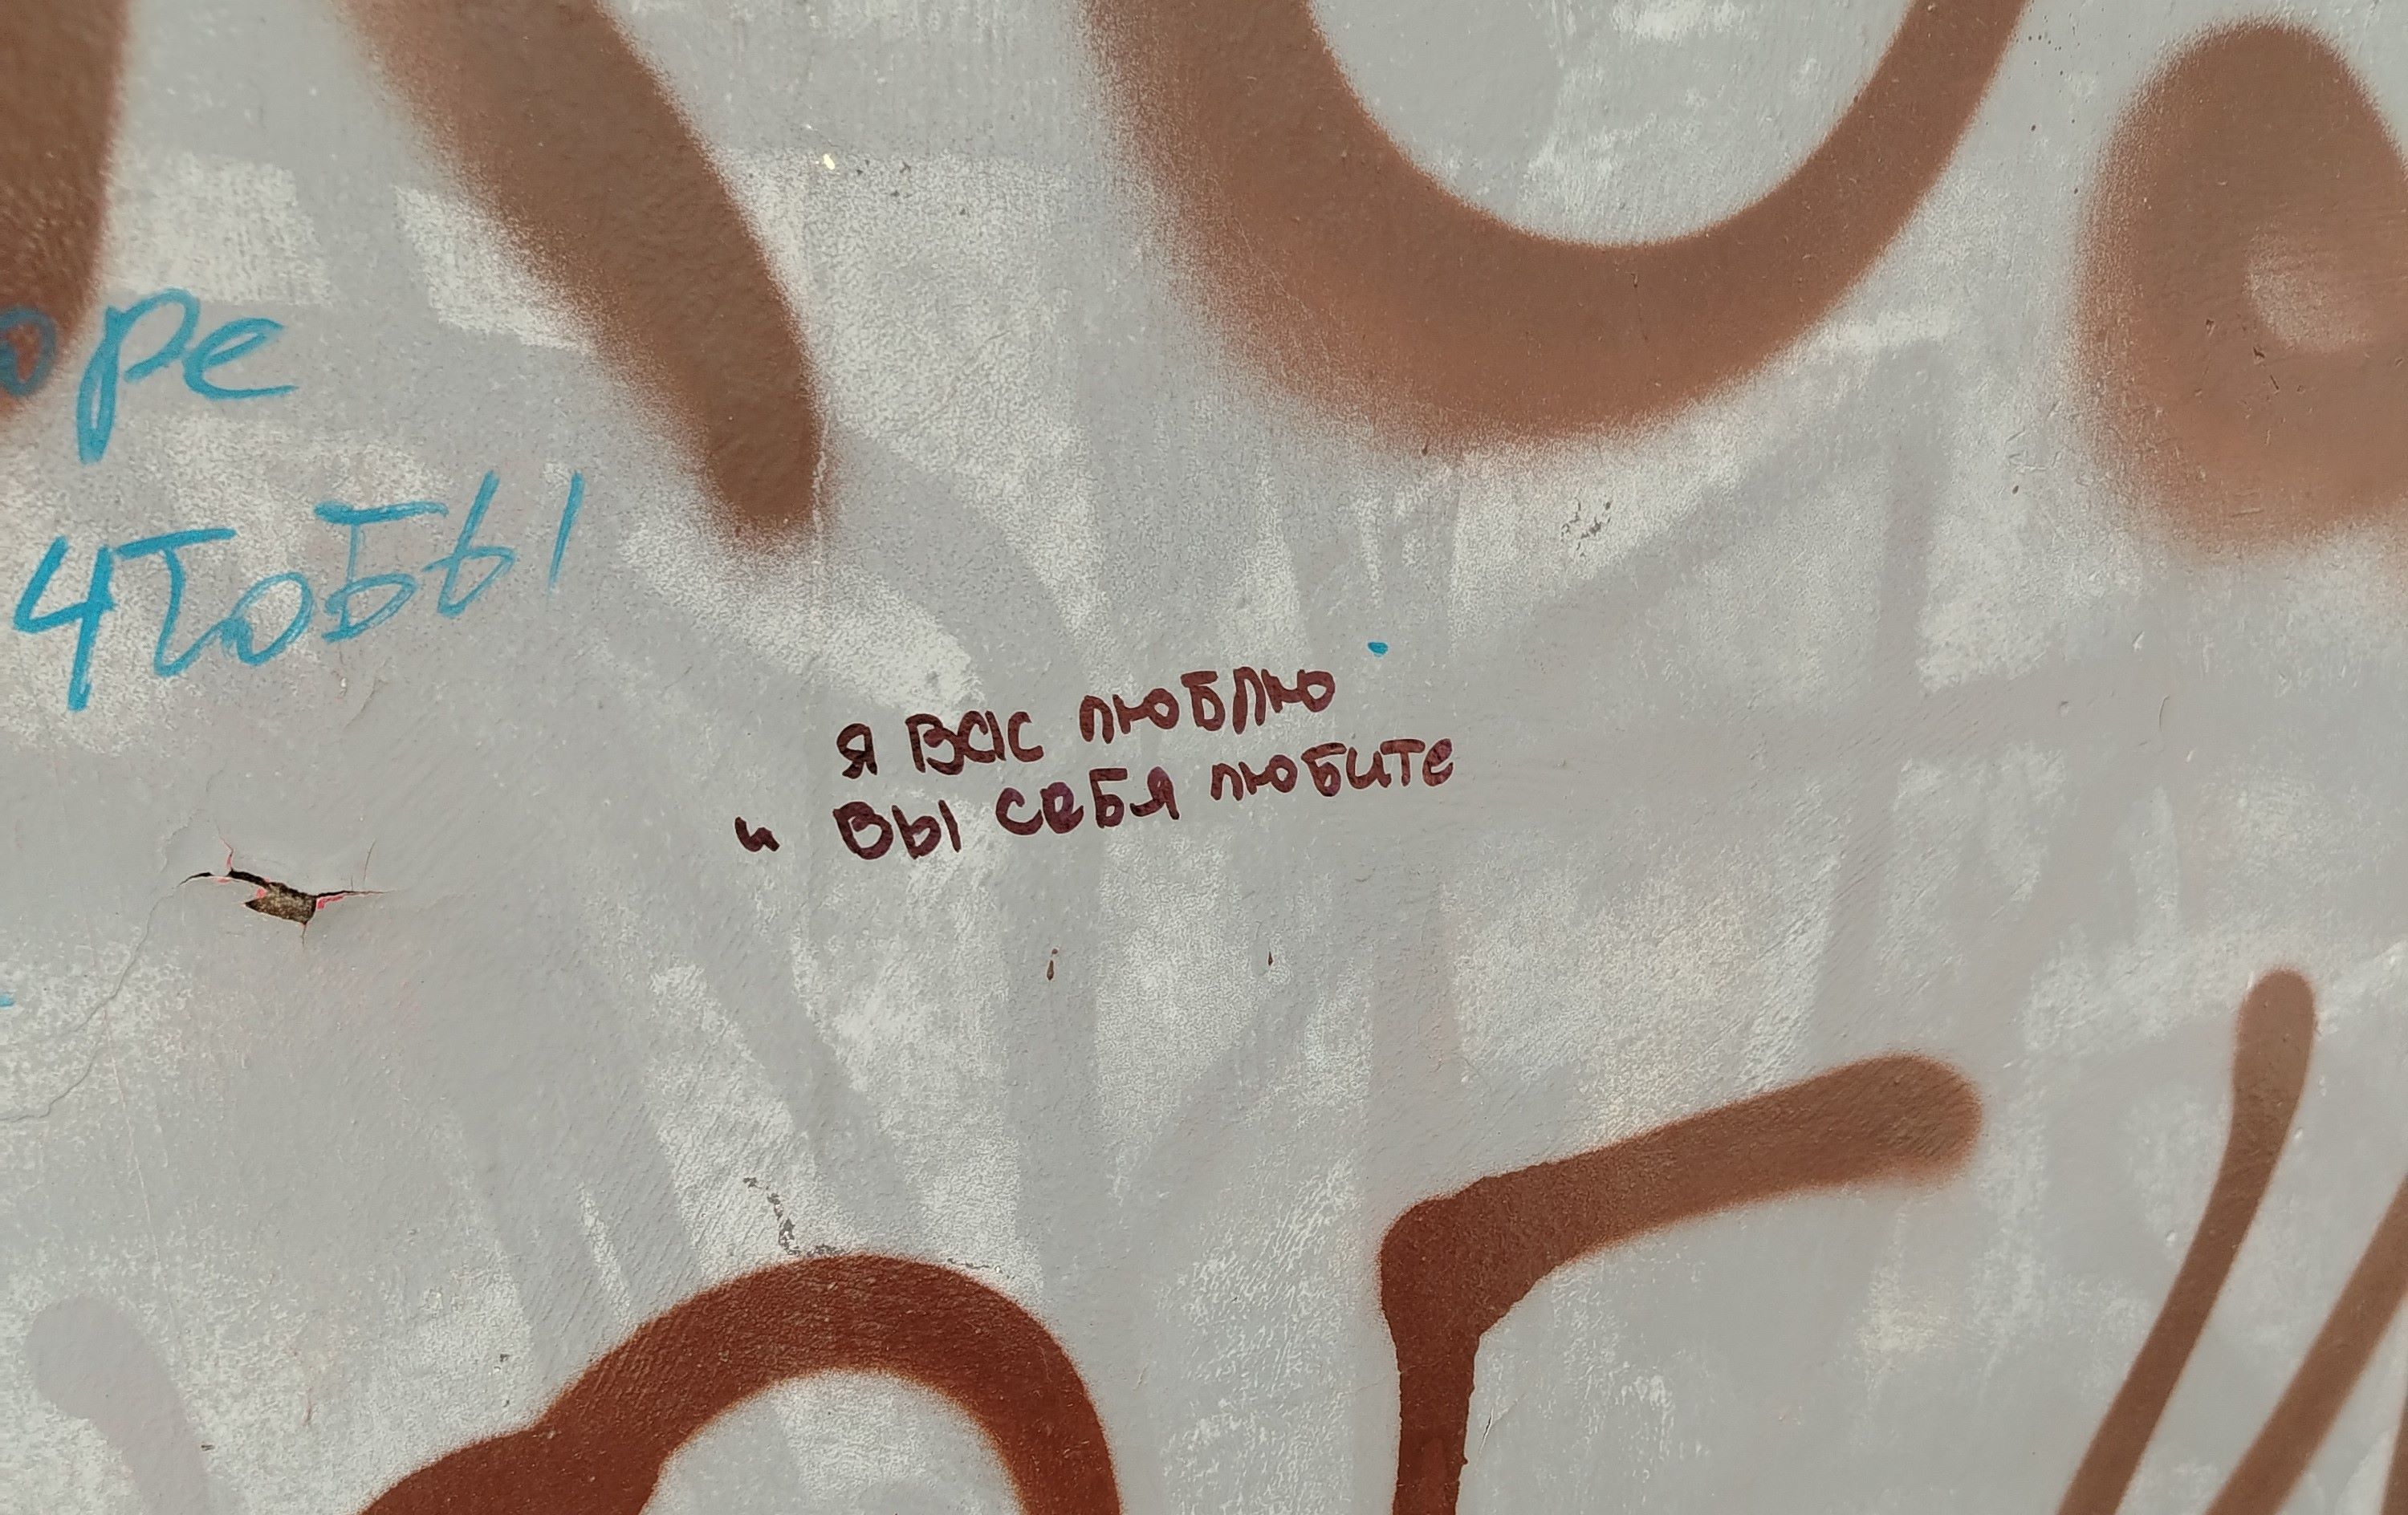 оре
чтобы
я вас люблю
и вы себя любите